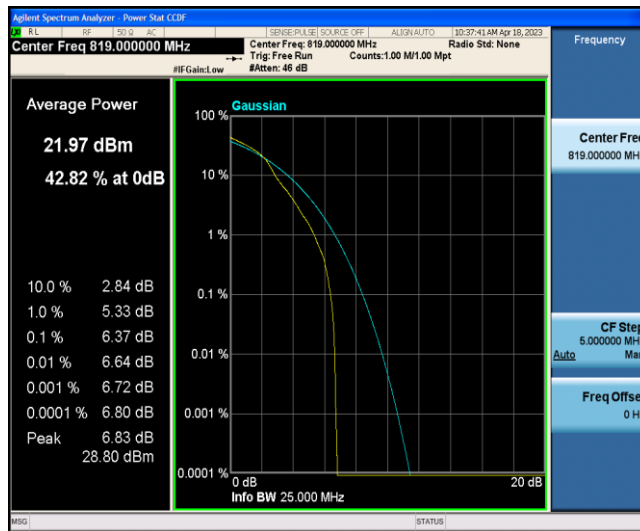 Agilent Spectrum Analyzer - Power Stat CCDF
RL RF 50 Ω AC SENSE:PULSE SOURCE OFF ALIGN AUTO 10:37:41 AM Apr 18, 2023
Center Freq 819.000000 MHz
Center Freq: 819.000000 MHz Radio Std: None
Trig: Free Run Counts:1.00 M/1.00 Mpt
#IFGain:Low #Atten: 46 dB
Frequency
Average Power
21.97 dBm
42.82 % at 0dB
10.0 % 2.84 dB
1.0 % 5.33 dB
0.1 % 6.37 dB
0.01 % 6.64 dB
0.001 % 6.72 dB
0.0001 % 6.80 dB
Peak 6.83 dB
28.80 dBm
Gaussian
100 %
10 %
1 %
0.1 %
0.01 %
0.001 %
0.0001 %
0 dB 20 dB
Info BW 25.000 MHz
Center Freq
819.000000 MH
CF Step
5.000000 MH
Auto Ma
Freq Offse
0 H
MSG STATUS